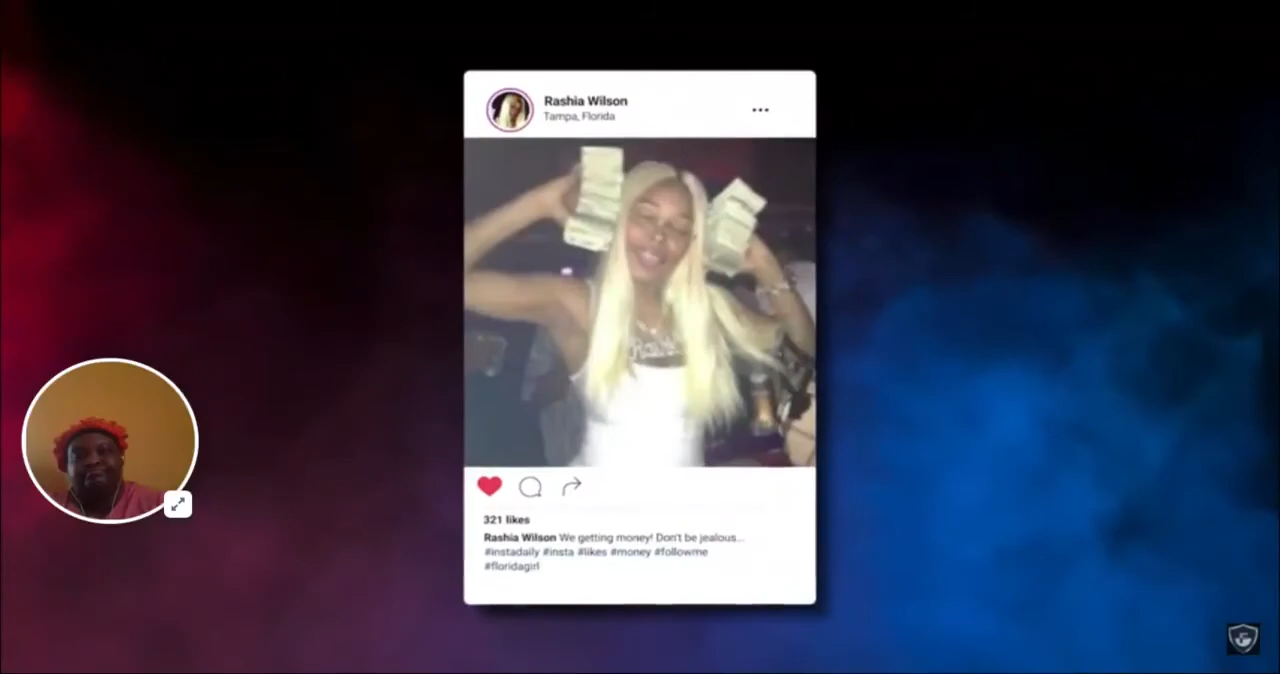 Rashia Wilson
Tampa, Florida
321 likes
Rashia Wilson We getting money! Don't be jealous...
#instadaily #insta #likes #money #followme
#floridagirl